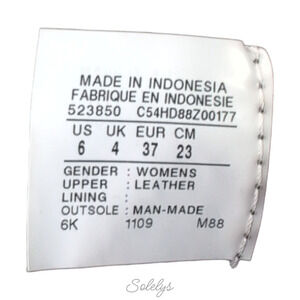 MADE IN INDONESIA
FABRIQUE EN INDONESIE
523850 C54HD88Z00177
US UK EUR CM
6 4 37 23
GENDER : WOMENS
UPPER : LEATHER
LINING :
OUTSOLE : MAN-MADE
6K 1109 M88
Solelys